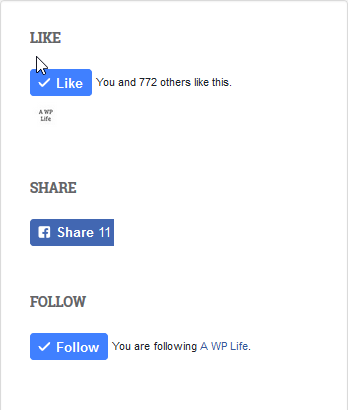 LIKE
Like You and 772 others like this.
A WP
Life
SHARE
Share 11
FOLLOW
Follow You are following A WP Life.